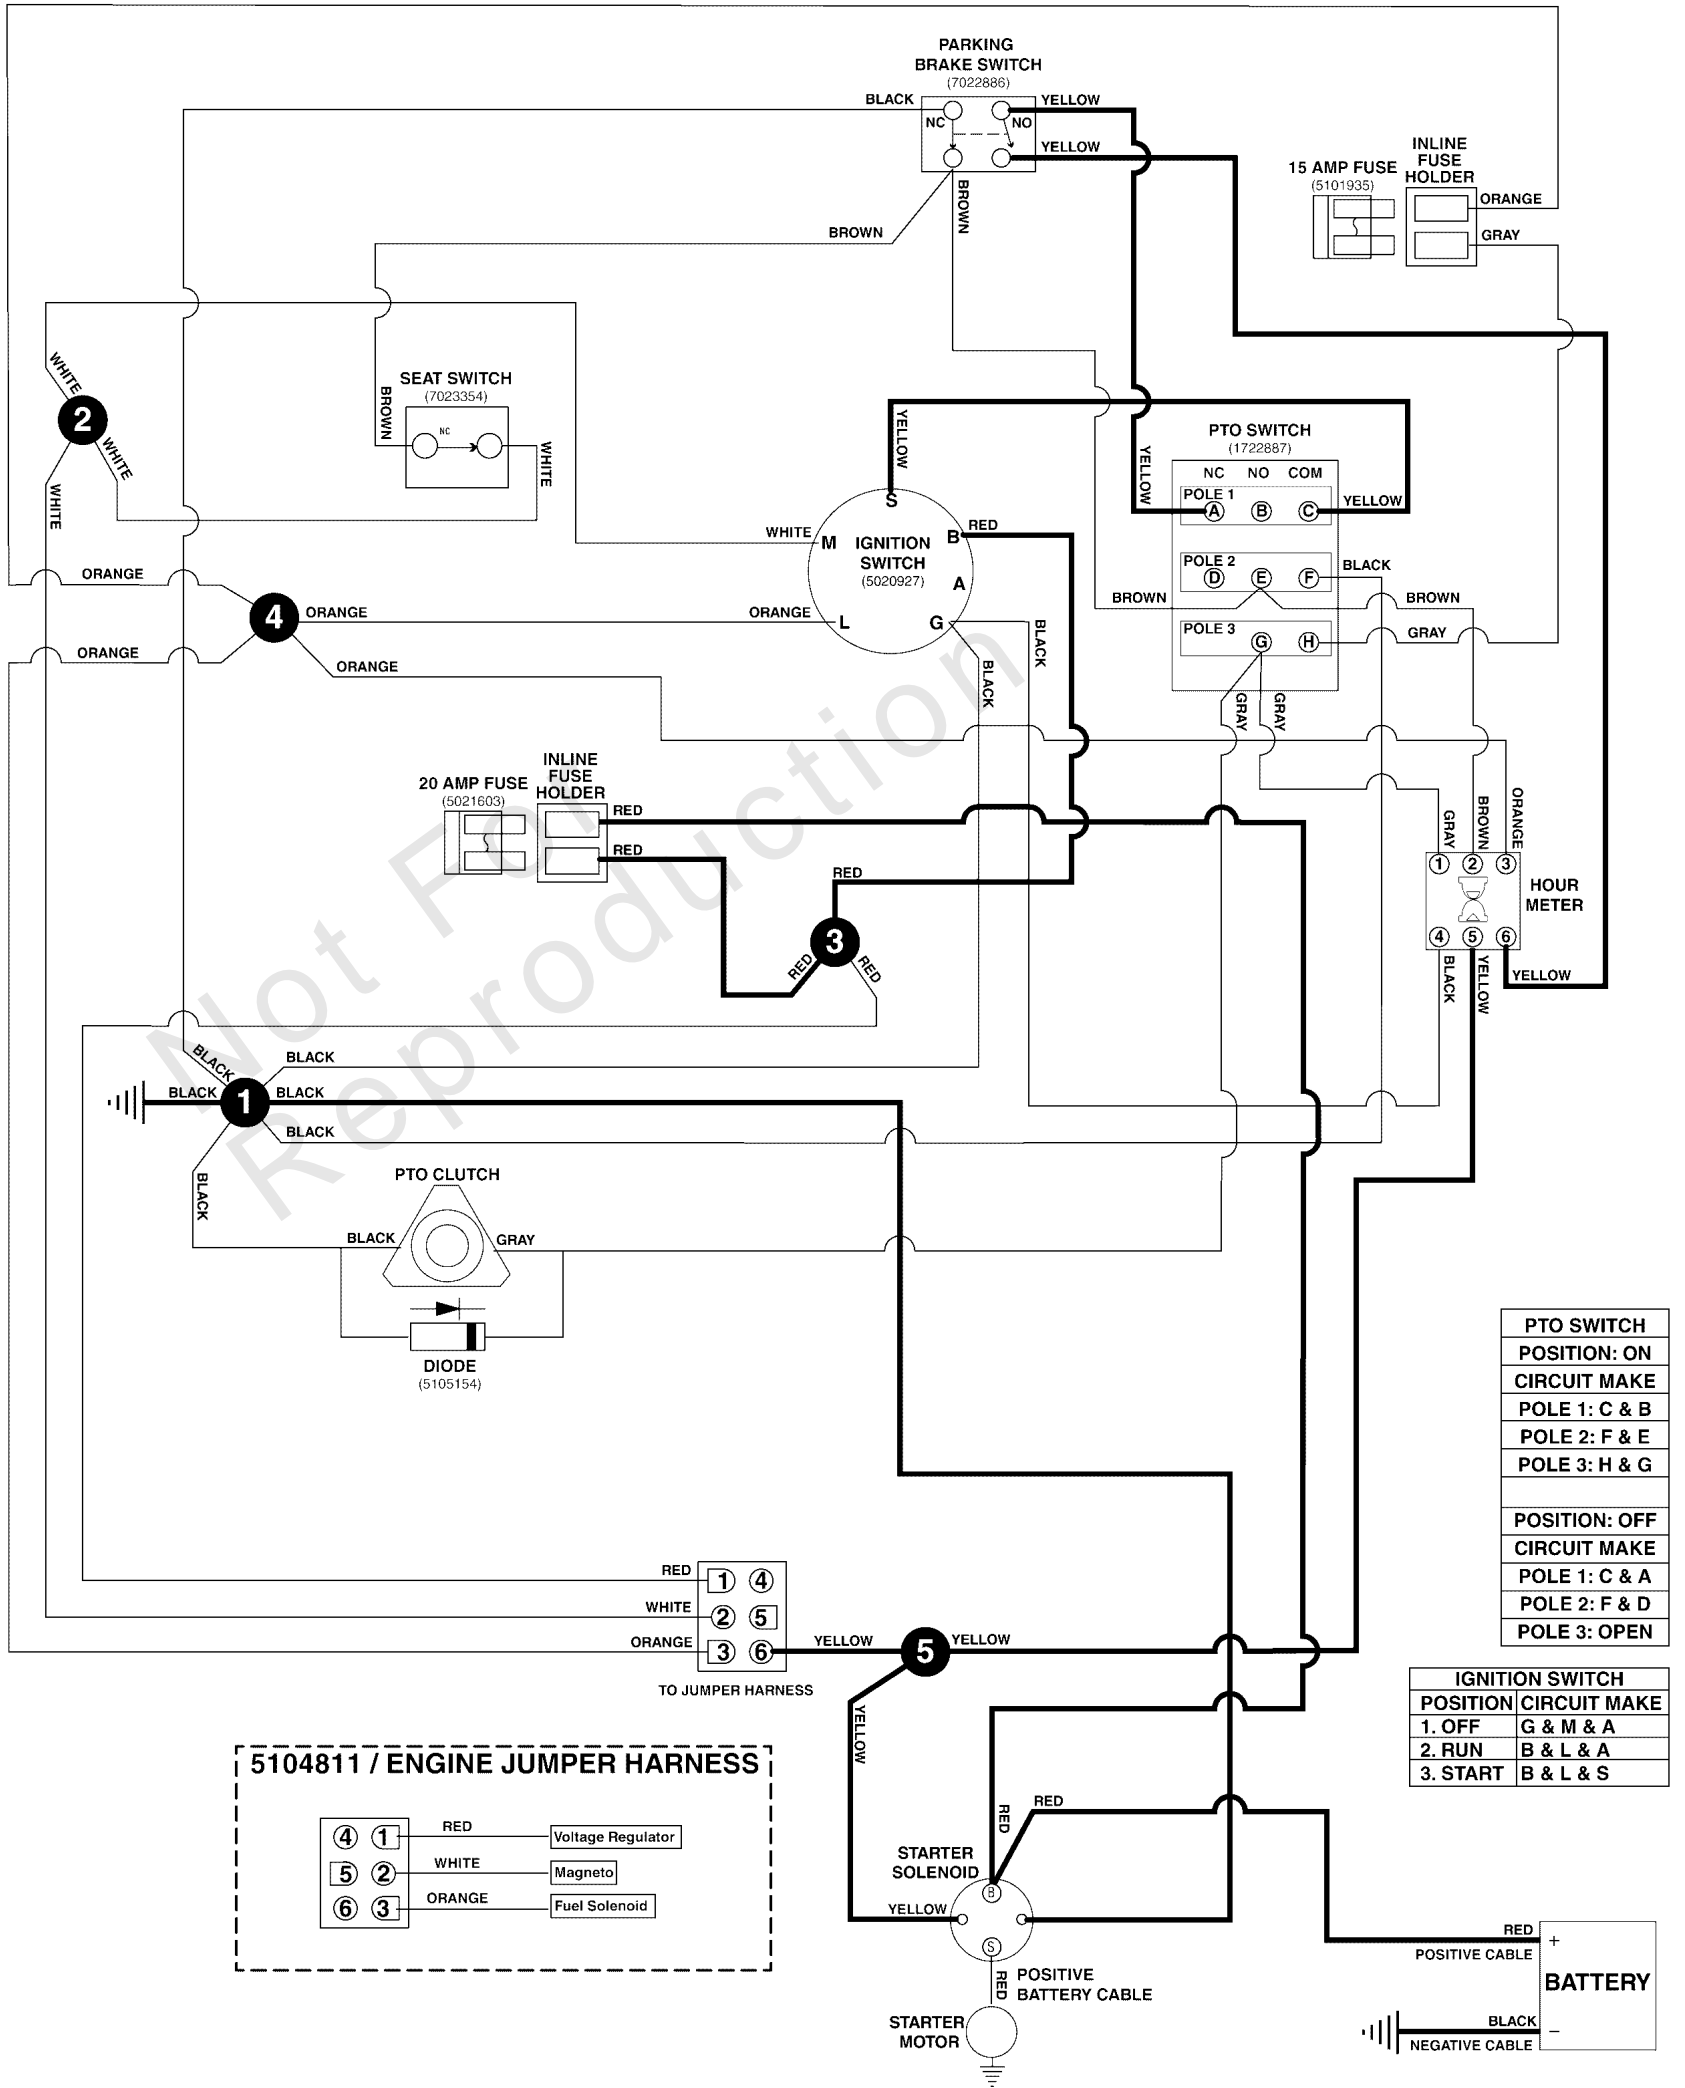 PARKING
BRAKE SWITCH
(7022886)
BLACK
NC
NO
YELLOW
YELLOW
BROWN
BROWN
15 AMP FUSE
(5101935)
INLINE
FUSE
HOLDER
ORANGE
GRAY
WHITE
2
WHITE
WHITE
SEAT SWITCH
(7023354)
NC
BROWN
WHITE
YELLOW
S
WHITE
M
IGNITION
SWITCH
(5020927)
B
RED
A
ORANGE
L
G
BLACK
BLACK
YELLOW
PTO SWITCH
(1722887)
NC NO COM
POLE 1
A B C
YELLOW
POLE 2
D E F
BLACK
BROWN
BROWN
POLE 3
G H
GRAY
GRAY
GRAY
ORANGE
4
ORANGE
ORANGE
ORANGE
Not For
Reproduction
20 AMP FUSE
(5021603)
INLINE
FUSE
HOLDER
RED
RED
RED
3
RED
RED
GRAY
BROWN
ORANGE
1 2 3
HOUR
METER
4 5 6
BLACK
YELLOW
YELLOW
BLACK
BLACK
BLACK
1
BLACK
BLACK
BLACK
PTO CLUTCH
BLACK
GRAY
DIODE
(5105154)
PTO SWITCH
POSITION: ON
CIRCUIT MAKE
POLE 1: C & B
POLE 2: F & E
POLE 3: H & G
POSITION: OFF
CIRCUIT MAKE
POLE 1: C & A
POLE 2: F & D
POLE 3: OPEN
RED
1 4
WHITE
2 5
ORANGE
3 6
YELLOW
5
YELLOW
TO JUMPER HARNESS
YELLOW
IGNITION SWITCH
POSITION CIRCUIT MAKE
1. OFF G & M & A
2. RUN B & L & A
3. START B & L & S
5104811 / ENGINE JUMPER HARNESS
4 1
RED
Voltage Regulator
5 2
WHITE
Magneto
6 3
ORANGE
Fuel Solenoid
RED
RED
STARTER
SOLENOID
B
YELLOW
S
RED
POSITIVE
BATTERY CABLE
STARTER
MOTOR
RED
+
POSITIVE CABLE
BATTERY
BLACK
−
NEGATIVE CABLE